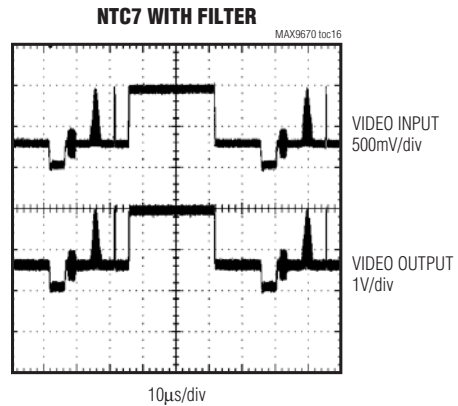 NTC7 WITH FILTER
MAX9670 toc16
VIDEO INPUT
500mV/div
VIDEO OUTPUT
1V/div
10μs/div